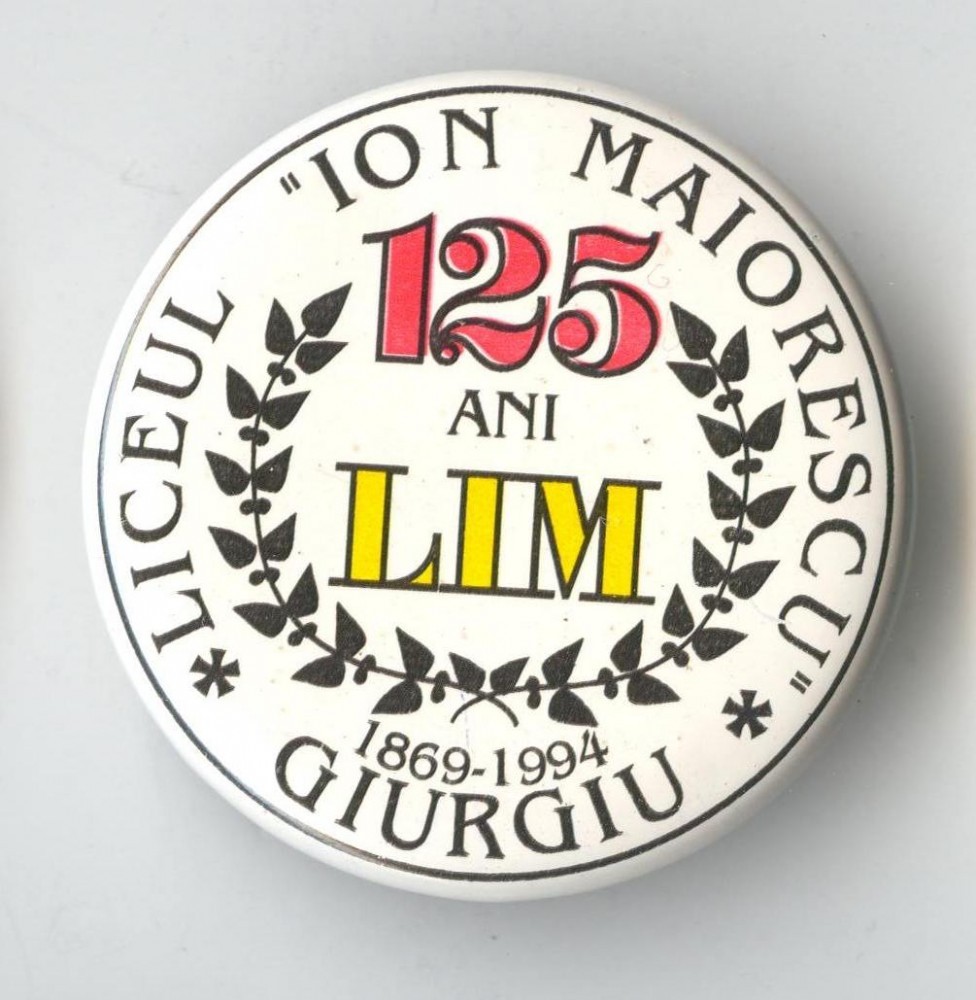 * LICEUL "ION MAIORESCU" *
125
ANI
LIM
1869-1994
GIURGIU